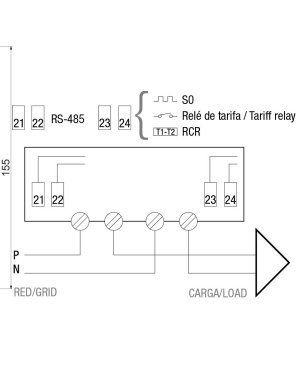 S0
21 22 RS-485 23 24 Relé de tarifa / Tariff relay
T1-T2 RCR
155
21 22 23 24
P
N
RED/GRID CARGA/LOAD